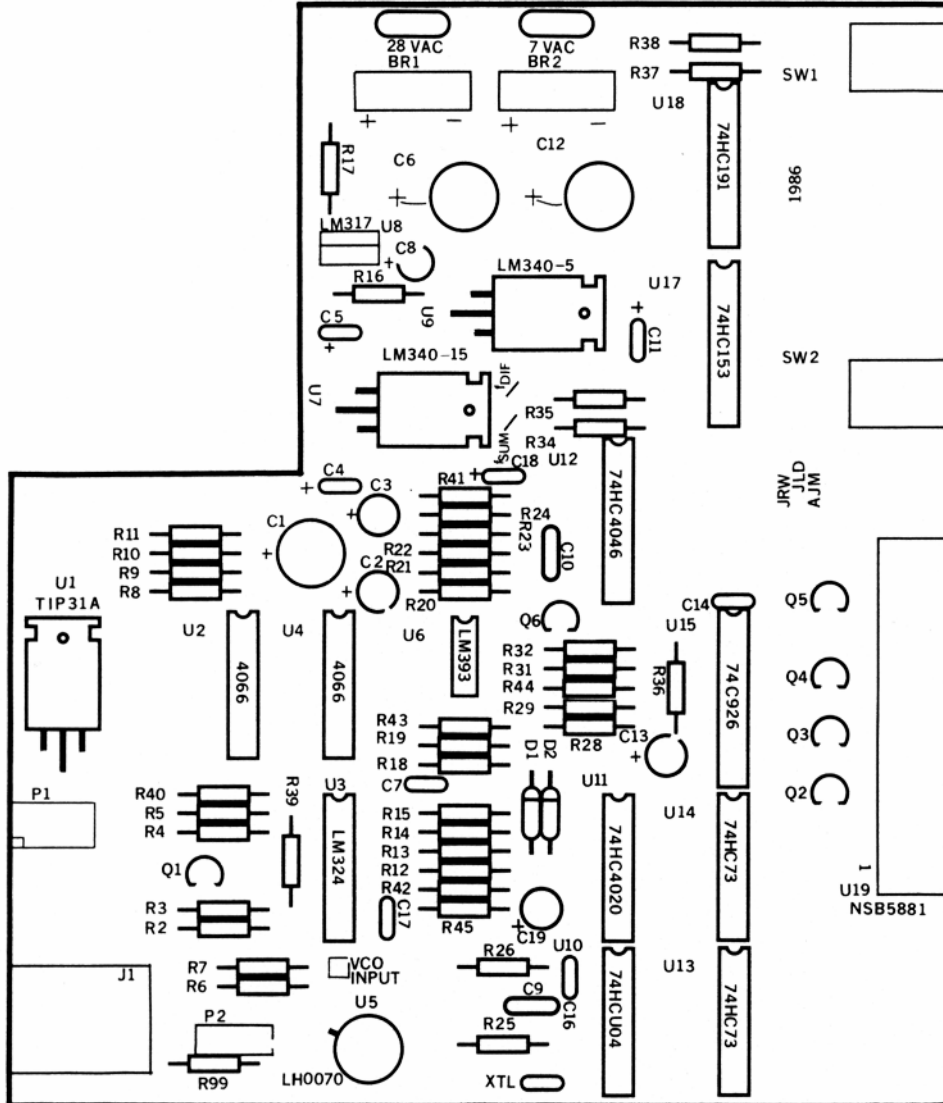 28 VAC
BR1
+ −
7 VAC
BR2
+ −
R38
R37
SW1
U18
74HC191
1986
R17
C6
+
C12
+
LM317 U8
C8
+
R16
LM340-5
U9
U17
+
C11
74HC153
C5
+
LM340-15
U7
DIF
SUM
R35
R34
SW2
U12
+ C18
74HC4046
JRW
JLD
AJM
+ C4
C3
+
R41
R24
R23
R22
R21
R20
C10
C1
+
C2
+
R11
R10
R9
R8
U1
TIP31A
U2
4066
U4
4066
U6
LM393
Q6
R32
R31
R44
R29
R28
U15
R36
C14
74C926
Q5
Q4
Q3
Q2
C13
+
R43
R19
R18
C7
D1
D2
P1
R40
R5
R4
R39
U3
LM324
R15
R14
R13
R12
R42
R45
U11
74HC4020
U14
74HC73
1
U19
NSB5881
Q1
R3
R2
C17
C19
+
R7
R6
VCO
INPUT
R26
U10
U13
J1
P2
U5
C9
C16
74HCU04
74HC73
R99
LH0070
R25
XTL